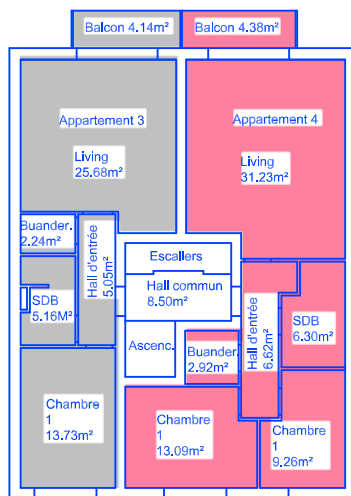 Balcon 4.14m²
Balcon 4.38m²
Appartement 3
Appartement 4
Living
25.68m²
Living
31.23m²
Buander.
2.24m²
Hall d'entrée
5.05m²
Escallers
Hall commun
8.50m²
SDB
5.16M²
Hall d'entrée
6.62m²
SDB
6.30m²
Ascenc.
Buander.
2.92m²
Chambre
1
13.73m²
Chambre
1
13.09m²
Chambre
1
9.26m²